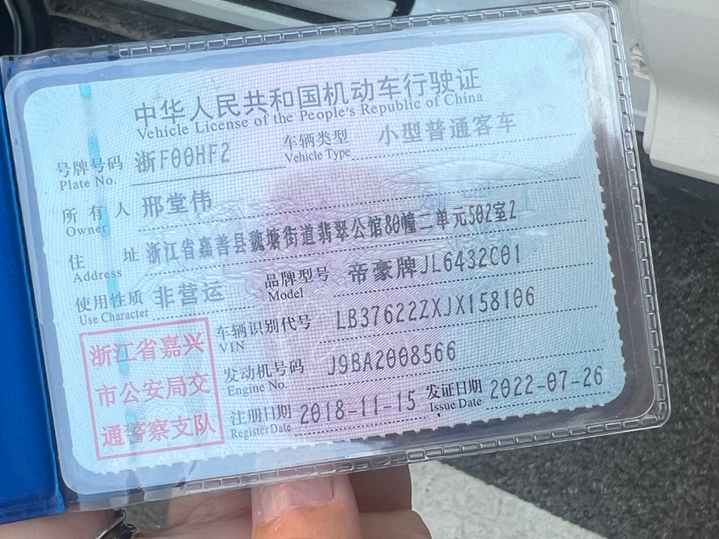 中华人民共和国机动车行驶证
Vehicle License of the People's Republic of China
号牌号码 浙F00HF2 车辆类型 小型普通客车
Plate No. Vehicle Type
所有人 邢堂伟
Owner
住址 浙江省嘉善县魏塘街道翡翠公馆80幢二单元502室2
Address
使用性质 非营运 品牌型号 帝豪牌JL6432C01
Use Character Model
浙江省嘉兴
市公安局交
通警察支队
车辆识别代号 LB37622ZXJX158106
VIN
发动机号码 J9BA2008566
Engine No.
注册日期 2018-11-15 发证日期 2022-07-26
Register Date Issue Date